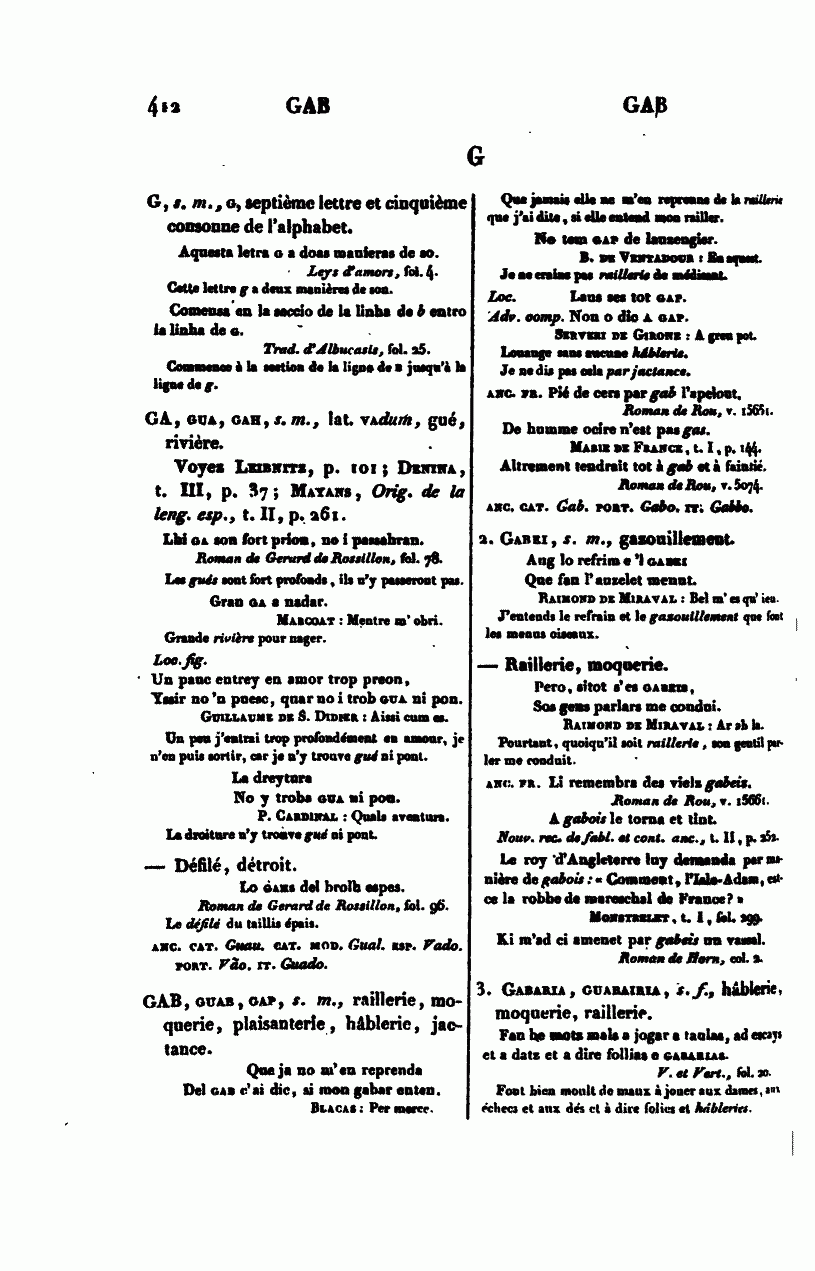 412 GAB GAB
G
G, s. m., G, septième lettre et cinquième
consonne de l'alphabet.
Aquesta letra G a doas manieras de so.
Leys d'amors, fol. 4.
Cette lettre g a deux manières de son.
Comensa en la seccio de la linha de b entro
la linha de G.
Trad. d'Albucasis, fol. 25.
Commence à la section de la ligne de B jusqu'à la
ligne de g.
GA, GUA, GAH, s. m., lat. VAdum, gué,
rivière.
Voyes LEIBNITZ, p. 101; DENINA,
t. III, p. 37; MAYANS, Orig. de la
leng. esp., t. II, p. 261.
Lhi GA son fort prion, no i passahran.
Roman de Gerard de Rossillon, fol. 78.
Les gués sont fort profonds, ils n'y passeront pas.
Gran GA a nadar.
MARCOAT : Mentre m' obri.
Grande rivière pour nager.
Loc. fig.
Un panc entrey en amor trop preon,
Yssir no 'n puesc, quar no i trob GUA ni pon.
GUILLAUME DE S. DIDIER : Aissi cum es.
Un peu j'entrai trop profondément en amour, je
n'en puis sortir, car je n'y trouve gué ni pont.
La dreytura
No y troba GUA ni pon.
P. CARDINAL : Quals aventura.
La droiture n'y trouve gué ni pont.
— Défilé, détroit.
Lo GAHS del brolh espes.
Roman de Gerard de Rossillon, fol. 96.
Le défilé du taillis épais.
ANC. CAT. Guau. CAT. MOD. Gual. ESP. Vado.
PORT. Vão. IT. Guado.
GAB, GUAB, GAP, s. m., raillerie, mo-
querie, plaisanterie, hâblerie, jac-
tance.
Que ja no m'en reprenda
Del GAB c'ai dic, si mon gabar enten.
BLACAS : Per merce.
Que jamais elle ne m'en reprenne de la raillerie
que j'ai dite, si elle entend mon railler.
No tem GAP de lausengier.
B. DE VENTADOUR : En aquest.
Je ne crains pas raillerie de médisant.
Loc. Laus ses tot GAP.
Adv. comp. Non o dic A GAP.
SERVERI DE GIRONE : A greu pot.
Louange sans aucune hâblerie.
Je ne dis pas cela par jactance.
ANC. FR. Pié de cers par gab l'apelout.
Roman de Rou, v. 15651.
De humme ocire n'est pas gas.
MARIE DE FRANCE, t. I, p. 144.
Altrement tendrait tot à gab et à faintié.
Roman de Rou, v. 5074.
ANC. CAT. Gab. PORT. Gabo. IT. Gabbo.
2. GABEI, s. m., gazouillement.
Aug lo refrim e 'l GABEI
Que fan l'auzelet menut.
RAIMOND DE MIRAVAL : Bel m' es qu' ieu.
J'entends le refrain et le gazouillement que font
les menus oiseaux.
— Raillerie, moquerie.
Pero, sitot s'es GABEIS,
Sos gens parlars me condui.
RAIMOND DE MIRAVAL : Ar ab la.
Pourtant, quoiqu'il soit raillerie, son gentil par-
ler me conduit.
ANC. FR. Li remembra des viels gabeis.
Roman de Rou, v. 15661.
A gabois le torna et tint.
Nouv. rec. de fabl. et cont. anc., t. II, p. 252.
Le roy d'Angleterre luy demanda par ma-
nière de gabois : « Comment, l'Isle-Adam, est-
ce la robbe de mareschal de France? »
MONSTRELET, t. I, fol. 299.
Ki m'ad ci amenet par gabeis un vassal.
Roman de Horn, col. 2.
3. GABARIA, GUABAIRIA, s. f., hâblerie,
moquerie, raillerie.
Fan he mots mals a jogar a taulas, ad escays
et a datz et a dire follias e GABARIAS.
V. et Vert., fol. 20.
Font bien moult de maux à jouer aux dames, aux
échecs et aux dés et à dire folies et hâbleries.